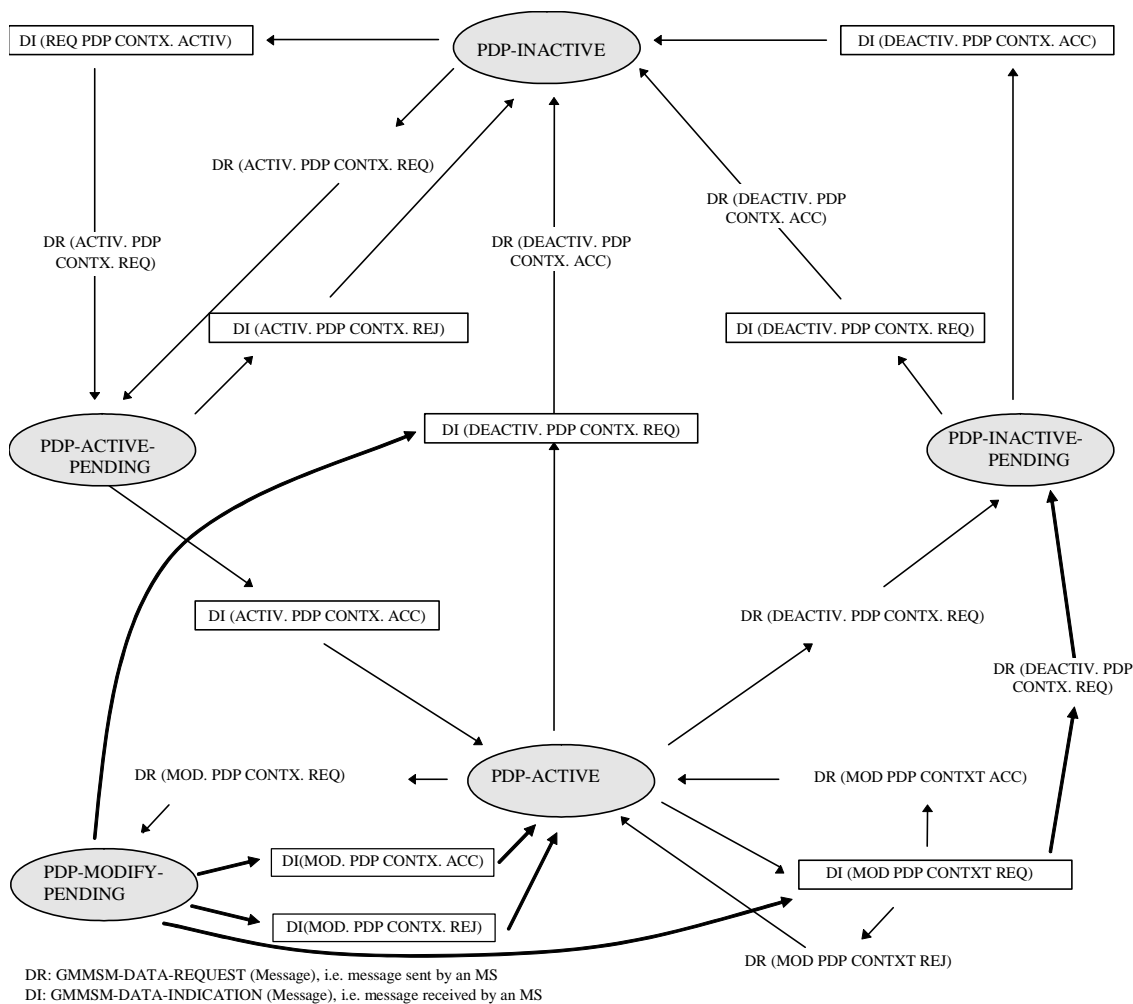 DI (REQ PDP CONTX. ACTIV)
PDP-INACTIVE
DI (DEACTIV. PDP CONTX. ACC)
DR (ACTIV. PDP CONTX. REQ)
DR (DEACTIV. PDP
CONTX. ACC)
DR (ACTIV. PDP
CONTX. REQ)
DR (DEACTIV. PDP
CONTX. ACC)
DI (ACTIV. PDP CONTX. REJ)
DI (DEACTIV. PDP CONTX. REQ)
PDP-ACTIVE-
PENDING
DI (DEACTIV. PDP CONTX. REQ)
PDP-INACTIVE-
PENDING
DI (ACTIV. PDP CONTX. ACC)
DR (DEACTIV. PDP CONTX. REQ)
DR (DEACTIV. PDP
CONTX. REQ)
DR (MOD. PDP CONTX. REQ)
PDP-ACTIVE
DR (MOD PDP CONTXT ACC)
PDP-MODIFY-
PENDING
DI(MOD. PDP CONTX. ACC)
DI (MOD PDP CONTXT REQ)
DI(MOD. PDP CONTX. REJ)
DR (MOD PDP CONTXT REJ)
DR: GMMSM-DATA-REQUEST (Message), i.e. message sent by an MS
DI: GMMSM-DATA-INDICATION (Message), i.e. message received by an MS